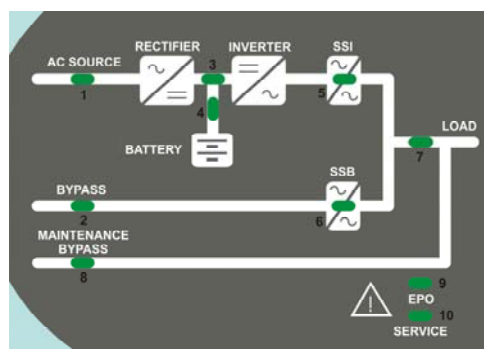 RECTIFIER INVERTER SSI
AC SOURCE
1
3
4
5
BATTERY
LOAD
7
BYPASS
2
SSB
6
MAINTENANCE
BYPASS
8
9
EPO
10
SERVICE